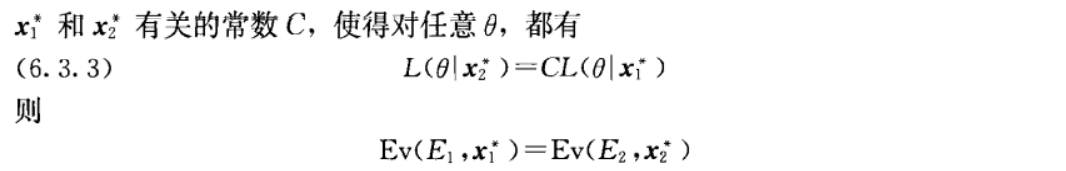 x₁* 和 x₂* 有关的常数 C，使得对任意 θ，都有
(6.3.3) L(θ|x₂*)=CL(θ|x₁*)
则
Ev(E₁,x₁*)=Ev(E₂,x₂*)